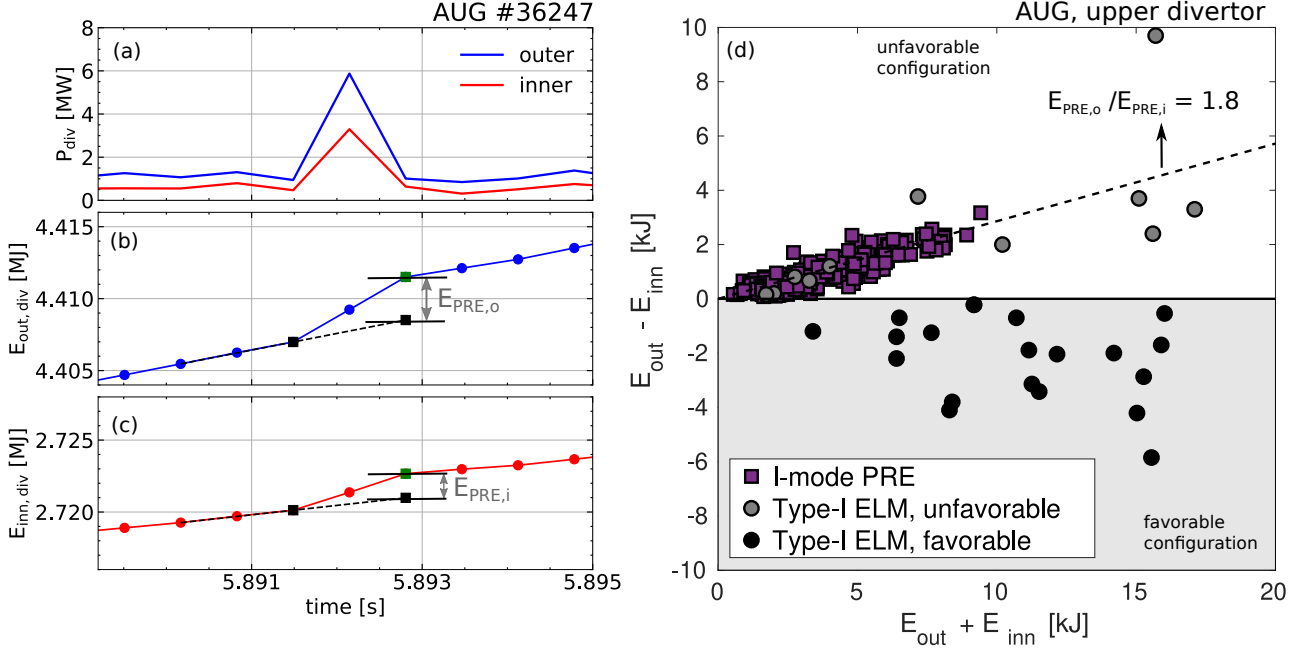 AUG #36247
(a)
outer
inner
P_div [MW]
8
6
4
2
0
(b)
E_PRE,o
E_out, div [MJ]
4.415
4.410
4.405
(c)
E_PRE,i
E_inn, div [MJ]
2.725
2.720
5.891 5.893 5.895
time [s]
AUG, upper divertor
(d)
unfavorable
configuration
E_PRE,o /E_PRE,i = 1.8
E_out - E_inn [kJ]
10
8
6
4
2
0
-2
-4
-6
-8
-10
I-mode PRE
Type-I ELM, unfavorable
Type-I ELM, favorable
favorable
configuration
0 5 10 15 20
E_out + E_inn [kJ]